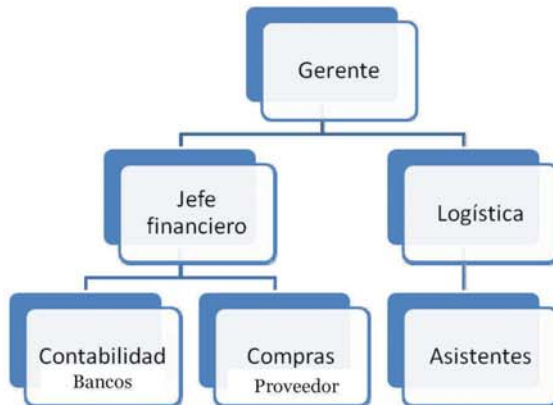 Gerente
Jefe
financiero
Logística
Contabilidad
Bancos
Compras
Proveedor
Asistentes